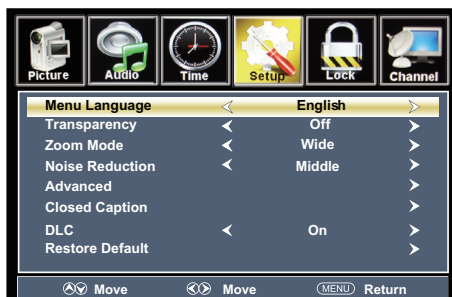 Picture Audio Time Setup Lock Channel
Menu Language English
Transparency Off
Zoom Mode Wide
Noise Reduction Middle
Advanced
Closed Caption
DLC On
Restore Default
Move Move MENU Return